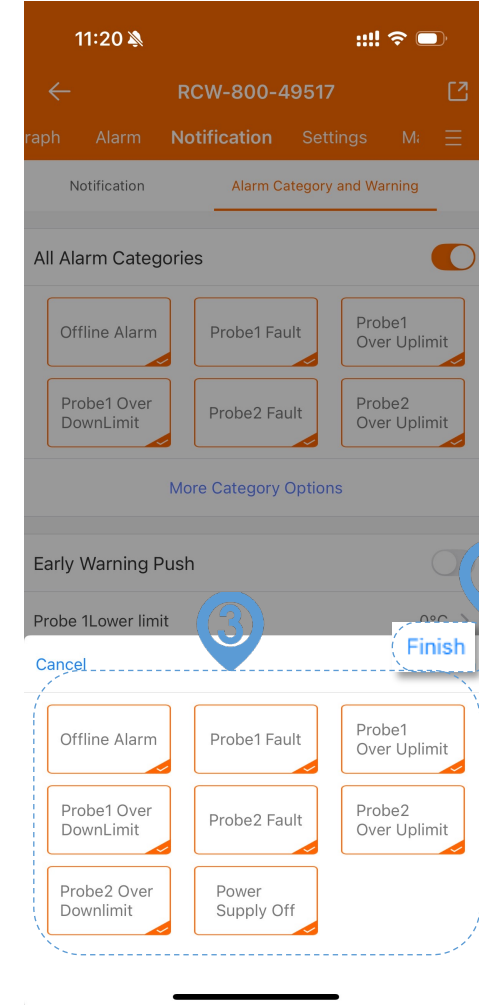 11:20
RCW-800-49517
raph Alarm Notification Settings
Notification Alarm Category and Warning
All Alarm Categories
Offline Alarm
Probe1 Fault
Probe1
Over Uplimit
Probe1 Over
DownLimit
Probe2 Fault
Probe2
Over Uplimit
More Category Options
Early Warning Push
3
Probe 1Lower limit
0°C
Finish
Cancel
Offline Alarm
Probe1 Fault
Probe1
Over Uplimit
Probe1 Over
DownLimit
Probe2 Fault
Probe2
Over Uplimit
Probe2 Over
Downlimit
Power
Supply Off